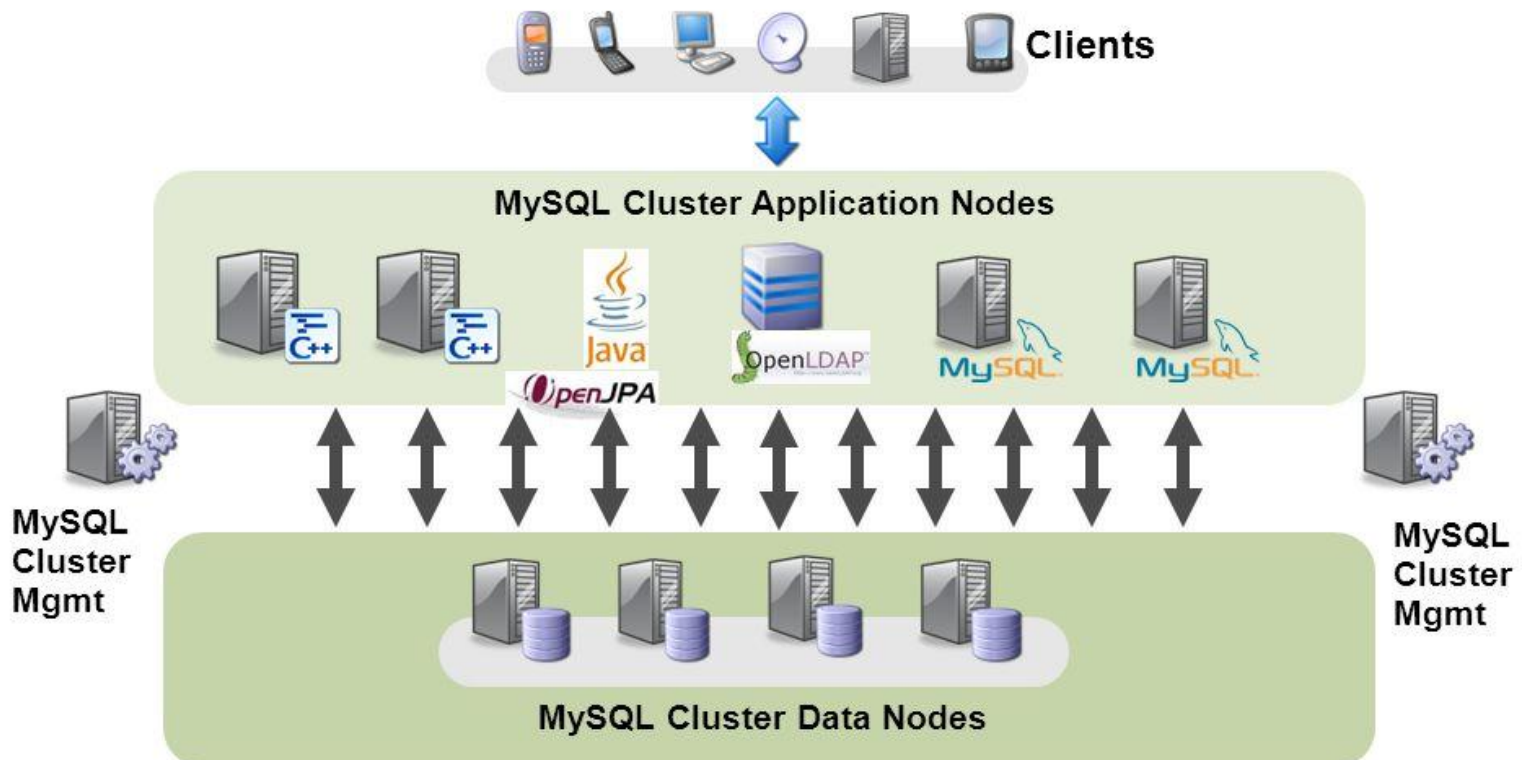 Clients
MySQL Cluster Application Nodes
C++
C++
Java
OpenJPA
OpenLDAP
MySQL
MySQL
MySQL
Cluster
Mgmt
MySQL
Cluster
Mgmt
MySQL Cluster Data Nodes